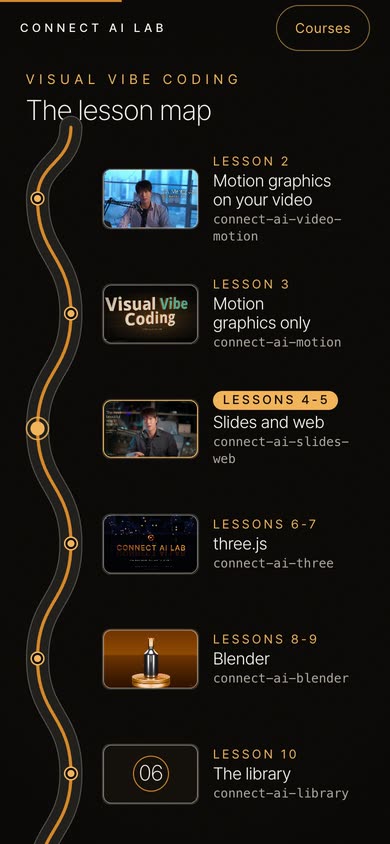 CONNECT AI LAB
Courses
VISUAL VIBE CODING
The lesson map
LESSON 2
Motion graphics
on your video
connect-ai-video-
motion
LESSON 3
Visual Vibe
Coding
Motion
graphics only
connect-ai-motion
LESSONS 4-5
Slides and web
connect-ai-slides-
web
LESSONS 6-7
CONNECT AI LAB
three.js
connect-ai-three
LESSONS 8-9
Blender
connect-ai-blender
LESSON 10
06
The library
connect-ai-library